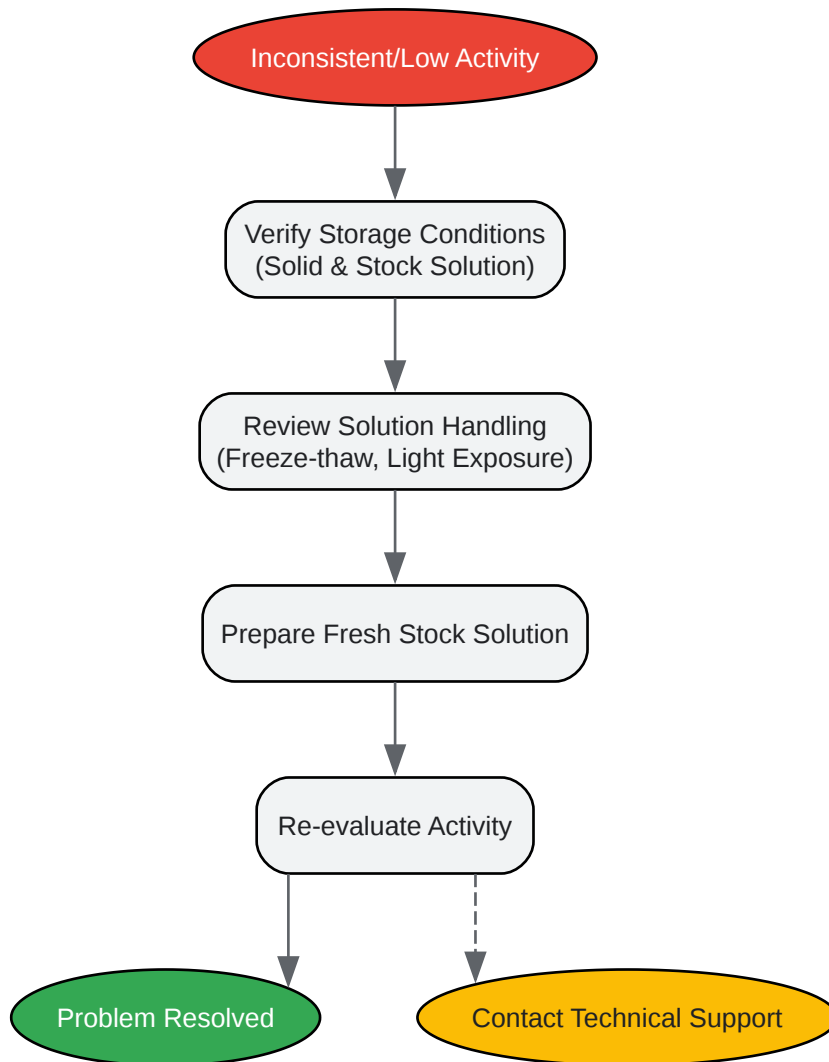 Inconsistent/Low Activity
Verify Storage Conditions
(Solid & Stock Solution)
Review Solution Handling
(Freeze-thaw, Light Exposure)
Prepare Fresh Stock Solution
Re-evaluate Activity
Problem Resolved
Contact Technical Support